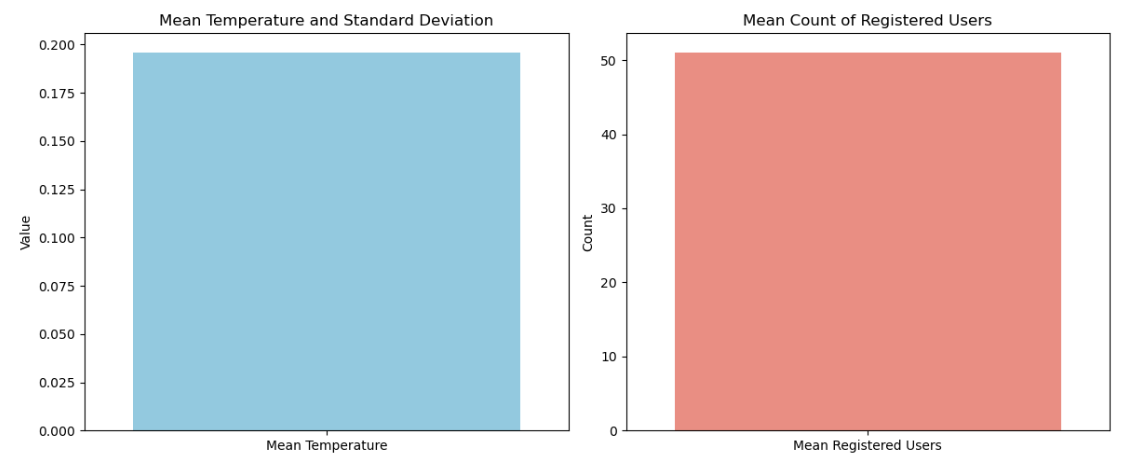 Mean Temperature and Standard Deviation
Value
0.200
0.175
0.150
0.125
0.100
0.075
0.050
0.025
0.000
Mean Temperature
Mean Count of Registered Users
Count
50
40
30
20
10
0
Mean Registered Users